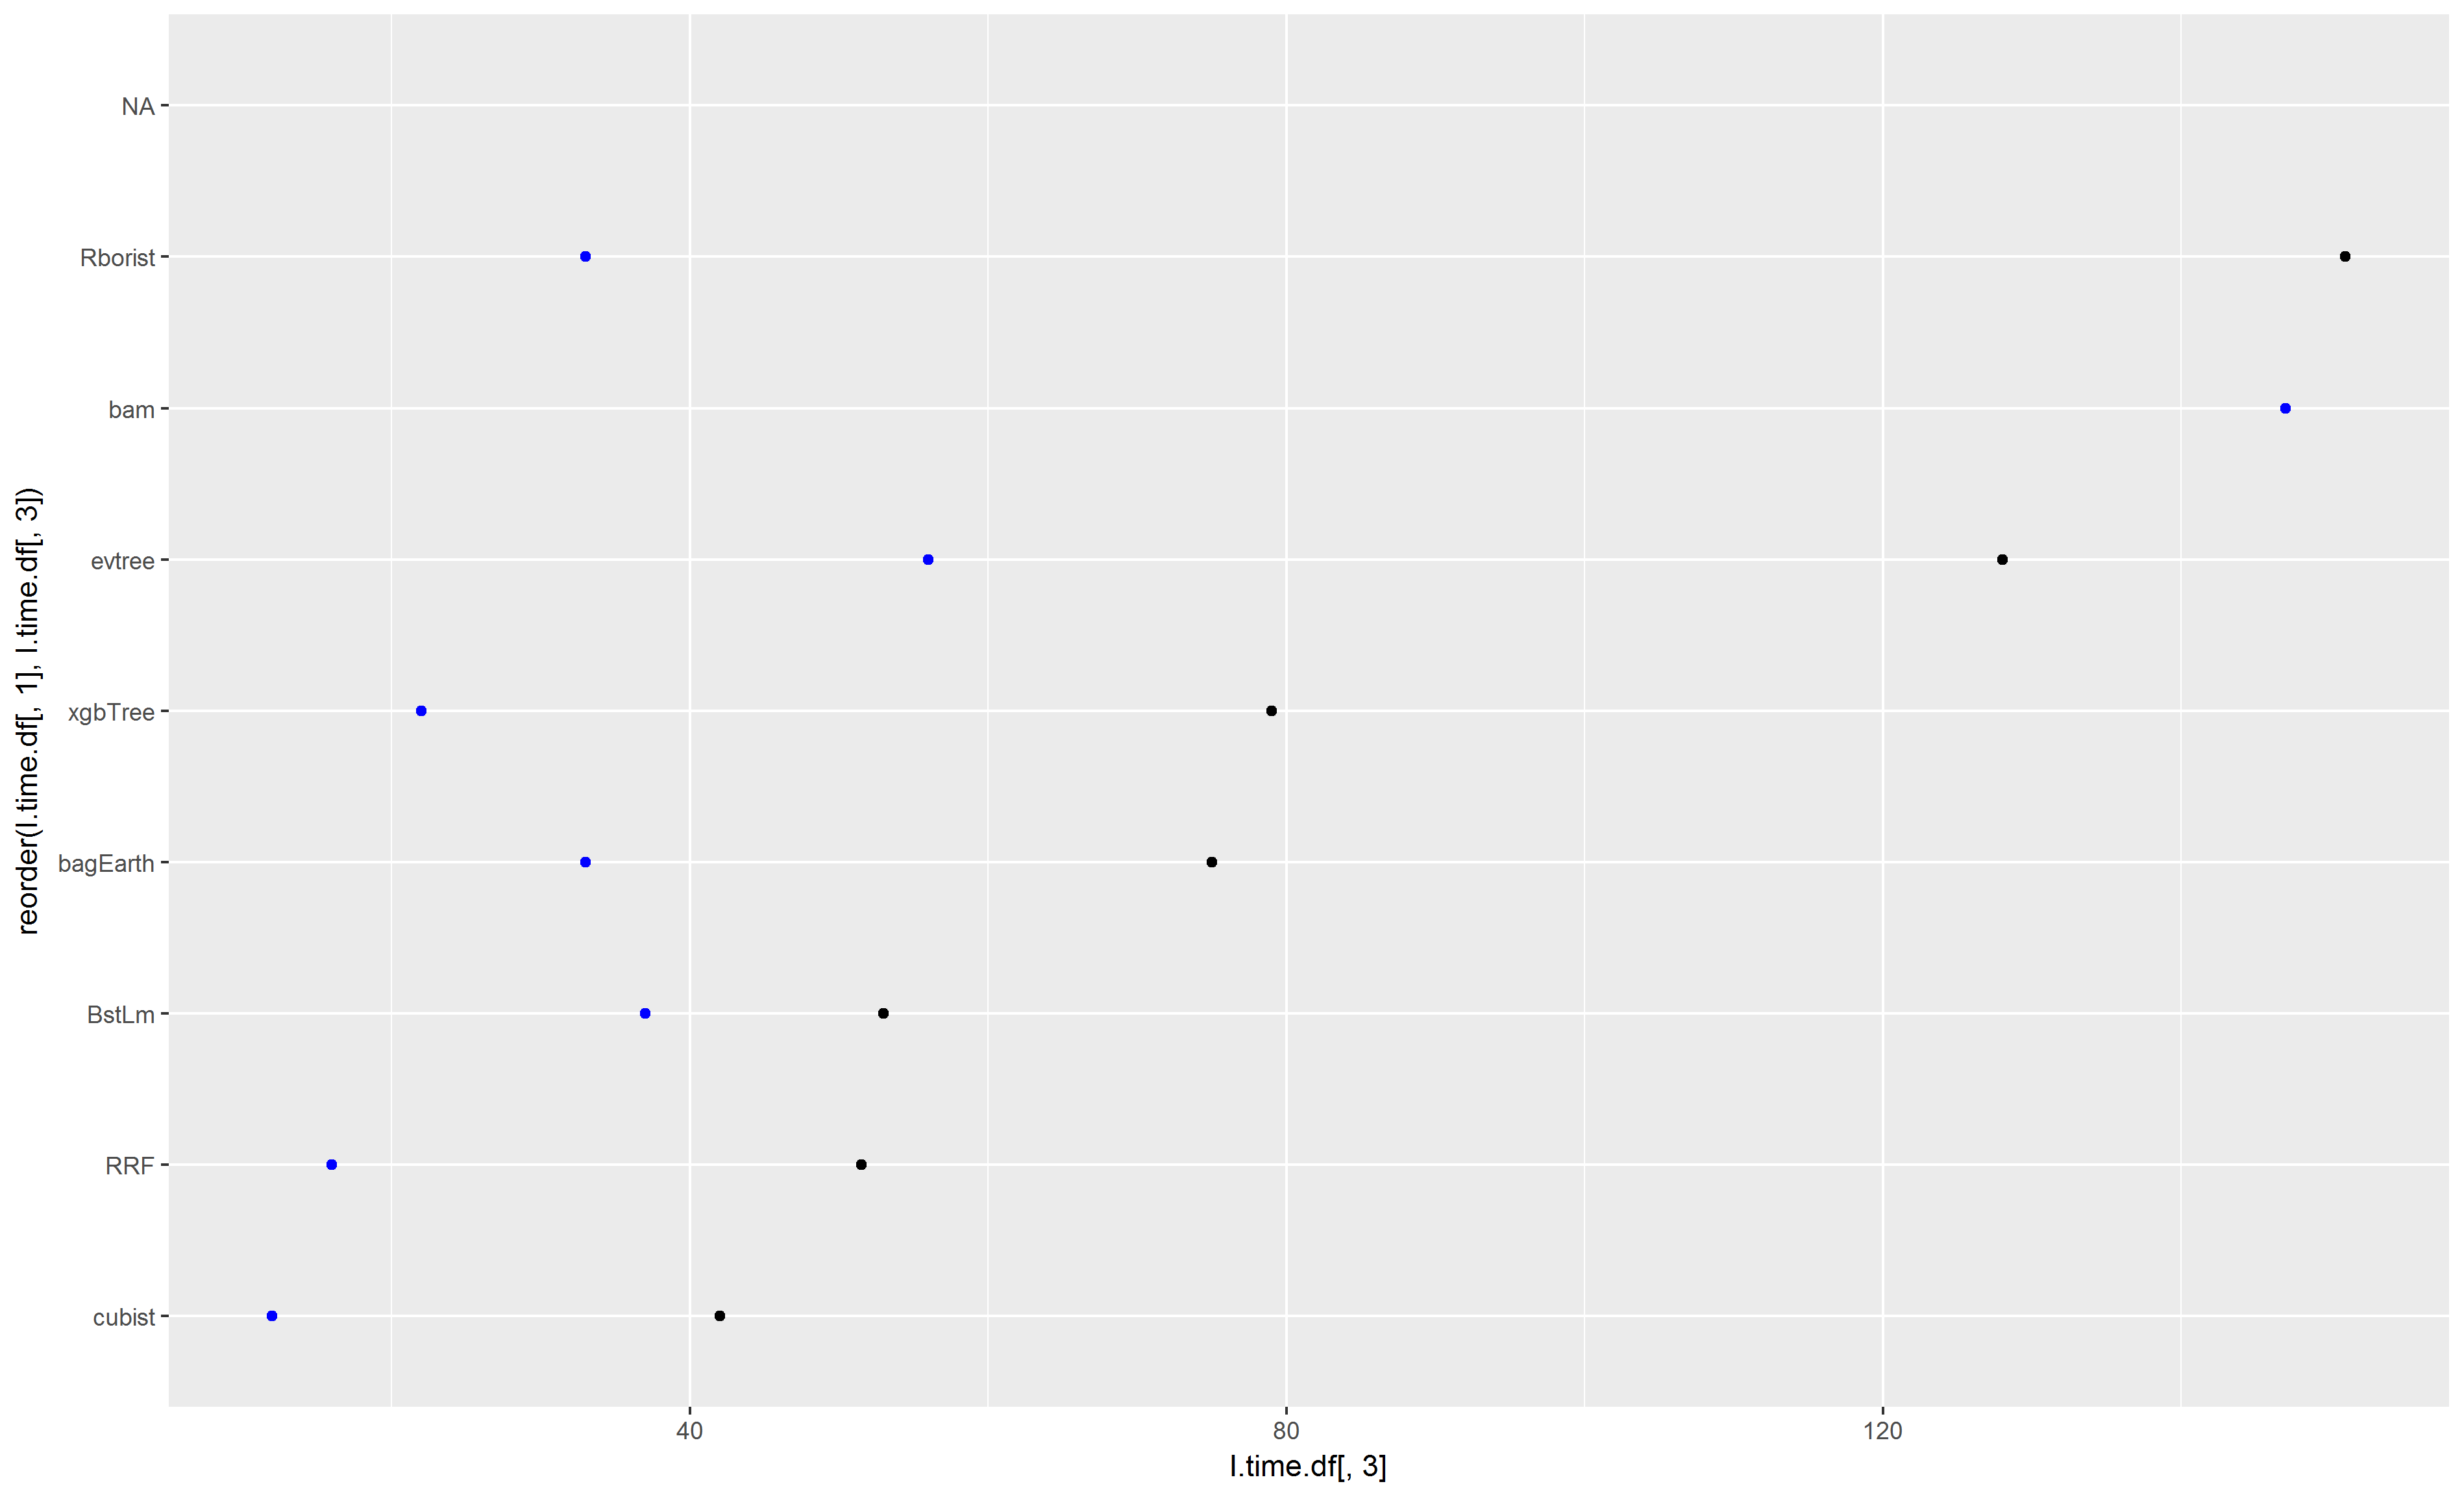 NA
Rborist
bam
evtree
xgbTree
bagEarth
BstLm
RRF
cubist
reorder(l.time.df[, 1], l.time.df[, 3])
40
80
120
l.time.df[, 3]